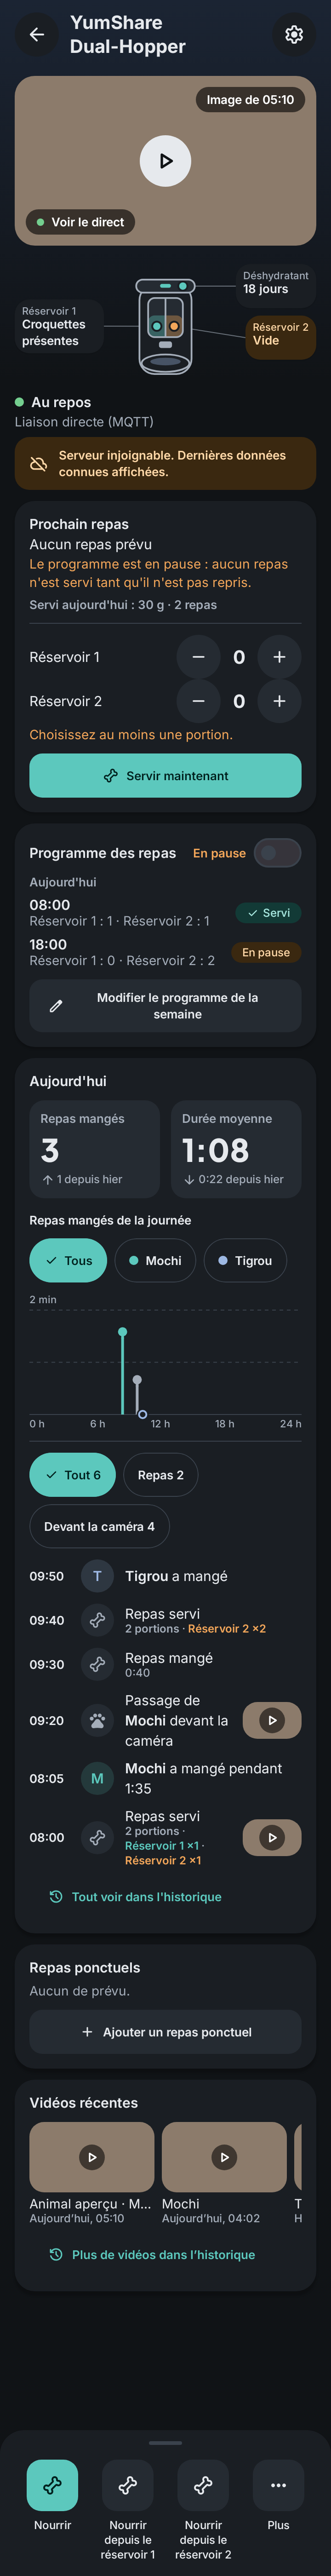 YumShare
Dual-Hopper
Image de 05:10
Voir le direct
Déshydratant
18 jours
Réservoir 1
Croquettes
présentes
Réservoir 2
Vide
Au repos
Liaison directe (MQTT)
Serveur injoignable. Dernières données
connues affichées.
Prochain repas
Aucun repas prévu
Le programme est en pause : aucun repas
n'est servi tant qu'il n'est pas repris.
Servi aujourd'hui : 30 g · 2 repas
Réservoir 1
0
Réservoir 2
0
Choisissez au moins une portion.
Servir maintenant
Programme des repas
En pause
Aujourd'hui
08:00
Réservoir 1 : 1 · Réservoir 2 : 1
Servi
18:00
Réservoir 1 : 0 · Réservoir 2 : 2
En pause
Modifier le programme de la
semaine
Aujourd'hui
Repas mangés
3
1 depuis hier
Durée moyenne
1:08
0:22 depuis hier
Repas mangés de la journée
Tous
Mochi
Tigrou
2 min
0 h
6 h
12 h
18 h
24 h
Tout 6
Repas 2
Devant la caméra 4
09:50
T
Tigrou a mangé
09:40
Repas servi
2 portions · Réservoir 2 ×2
09:30
Repas mangé
0:40
09:20
Passage de
Mochi devant la
caméra
08:05
M
Mochi a mangé pendant
1:35
08:00
Repas servi
2 portions ·
Réservoir 1 ×1 ·
Réservoir 2 ×1
Tout voir dans l'historique
Repas ponctuels
Aucun de prévu.
Ajouter un repas ponctuel
Vidéos récentes
Animal aperçu · M…
Aujourd'hui, 05:10
Mochi
Aujourd'hui, 04:02
T
H
Plus de vidéos dans l'historique
Nourrir
Nourrir
depuis le
réservoir 1
Nourrir
depuis le
réservoir 2
Plus